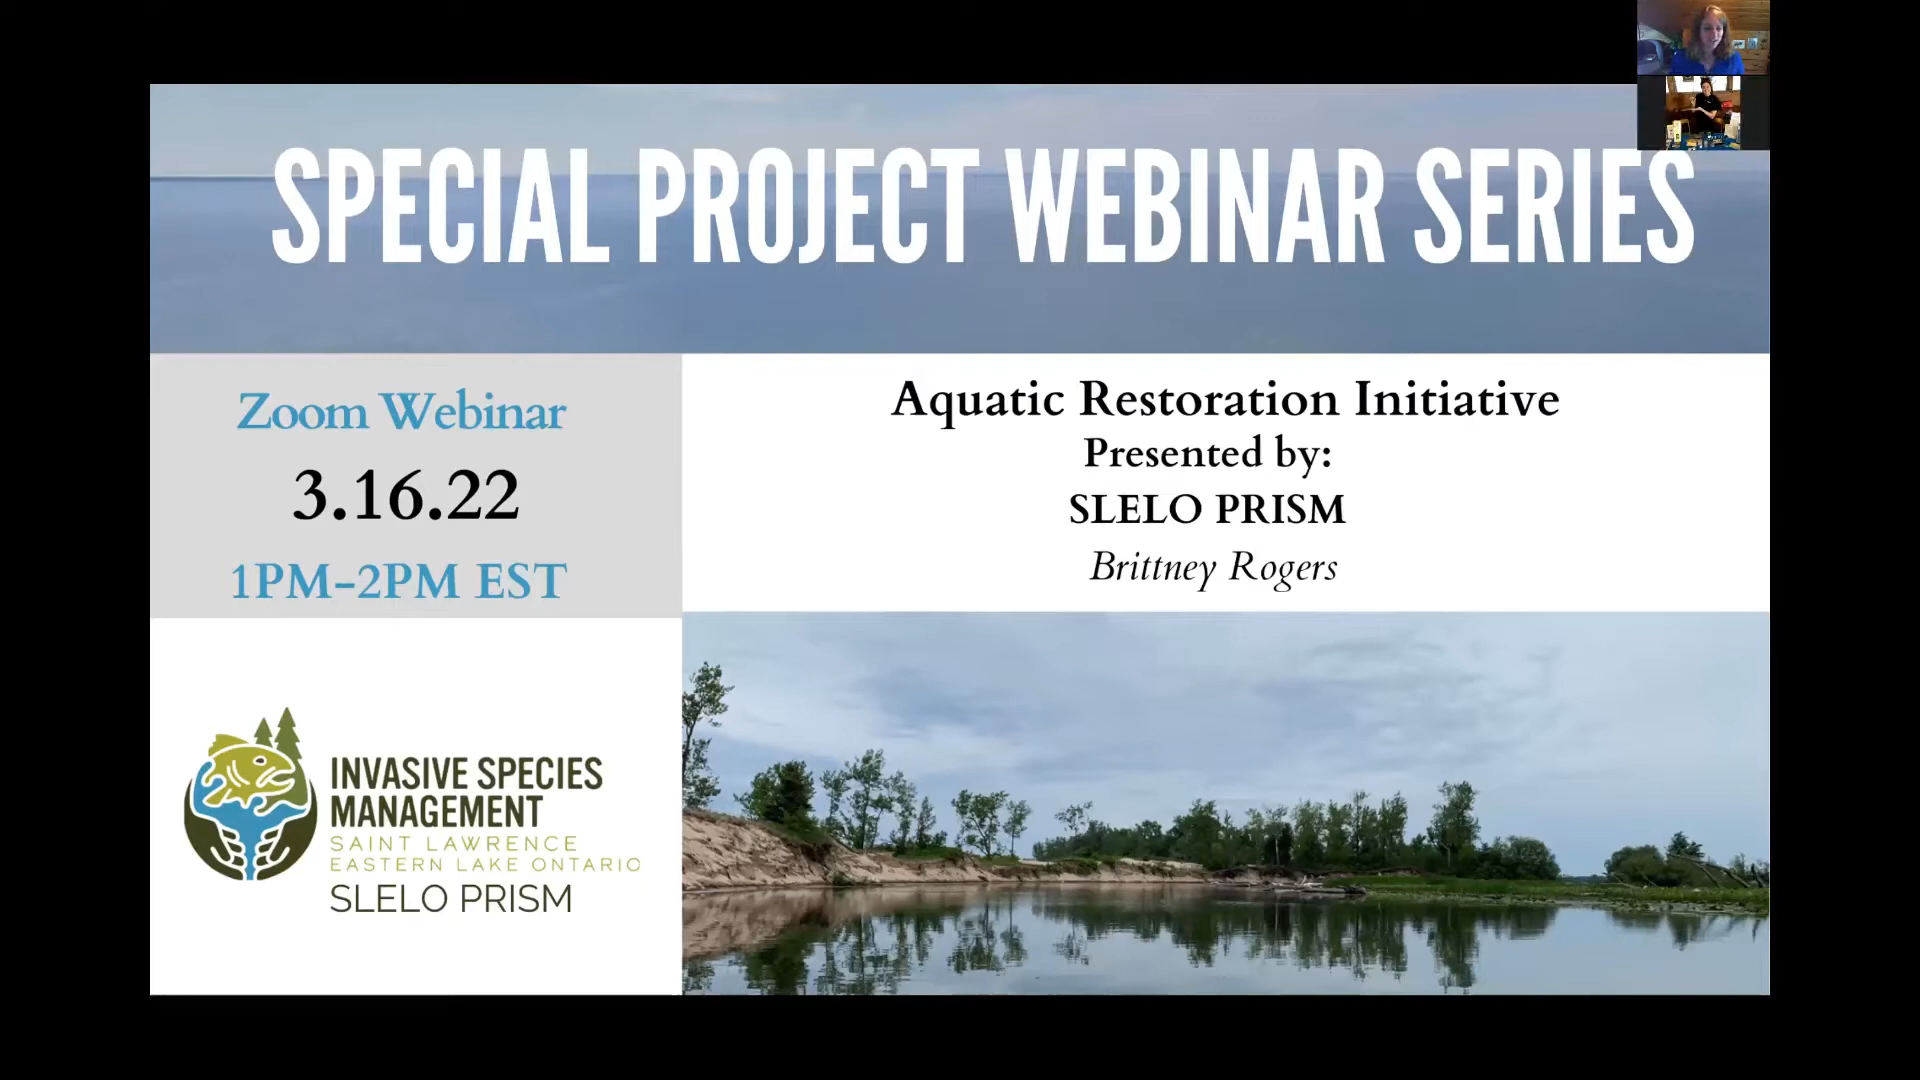 SPECIAL PROJECT WEBINAR SERIES
Zoom Webinar
3.16.22
1PM-2PM EST
Aquatic Restoration Initiative
Presented by:
SLELO PRISM
Brittney Rogers
INVASIVE SPECIES
MANAGEMENT
SAINT LAWRENCE
EASTERN LAKE ONTARIO
SLELO PRISM